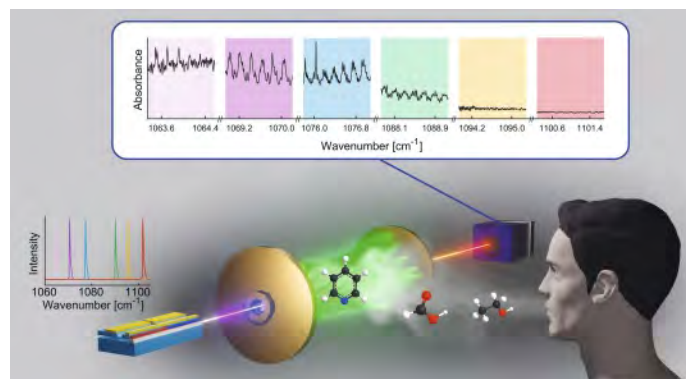 Absorbance
1063.6 1064.4 1069.2 1070.0 1076.0 1076.8 1088.1 1088.9 1094.2 1095.0 1100.6 1101.4
Wavenumber [cm⁻¹]
Intensity
1060 1080 1100
Wavenumber [cm⁻¹]